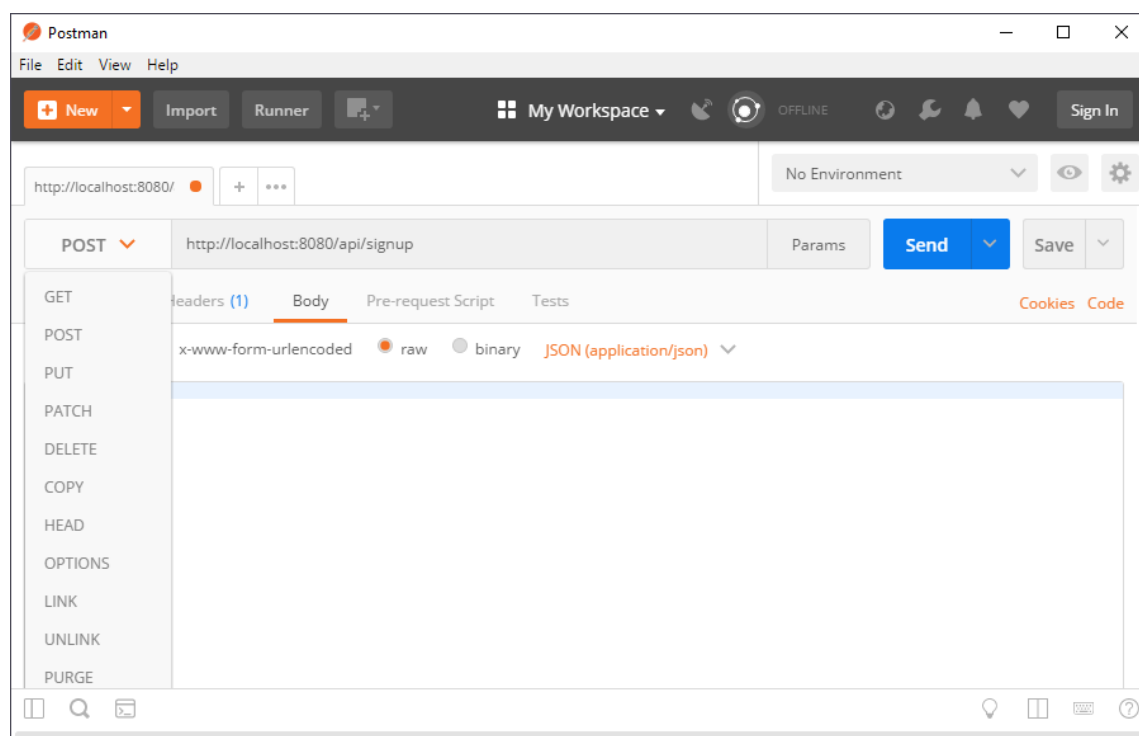 Postman
File Edit View Help
New Import Runner My Workspace OFFLINE Sign In
http://localhost:8080/ No Environment
POST http://localhost:8080/api/signup Params Send Save
Headers (1) Body Pre-request Script Tests Cookies Code
x-www-form-urlencoded raw binary JSON (application/json)
GET
POST
PUT
PATCH
DELETE
COPY
HEAD
OPTIONS
LINK
UNLINK
PURGE